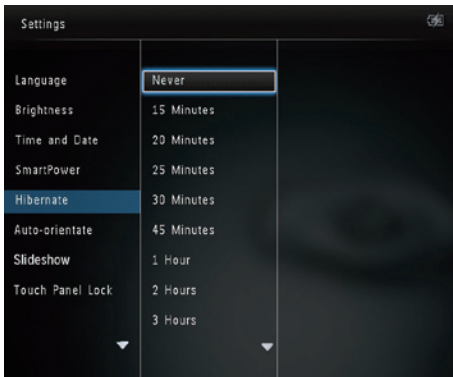 Settings
Language
Brightness
Time and Date
SmartPower
Hibernate
Auto-orientate
Slideshow
Touch Panel Lock
Never
15 Minutes
20 Minutes
25 Minutes
30 Minutes
45 Minutes
1 Hour
2 Hours
3 Hours